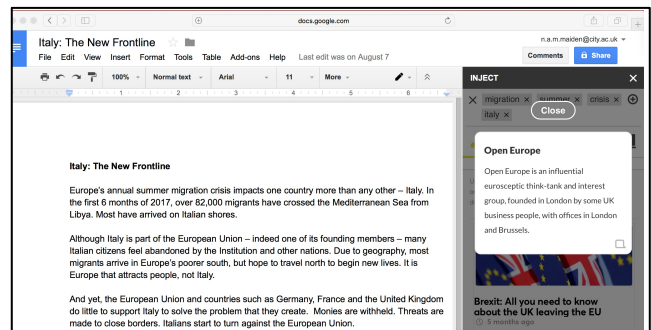 docs.google.com
Italy: The New Frontline
n.a.m.maiden@city.ac.uk
File Edit View Insert Format Tools Table Add-ons Help Last edit was on August 7
Comments
Share
100% Normal text Arial 11 More
1 2 3 4 5 6
INJECT
migration × summer × crisis ×
italy ×
Close
Italy: The New Frontline
Europe's annual summer migration crisis impacts one country more than any other – Italy. In
the first 6 months of 2017, over 82,000 migrants have crossed the Mediterranean Sea from
Libya. Most have arrived on Italian shores.
Although Italy is part of the European Union – indeed one of its founding members – many
Italian citizens feel abandoned by the Institution and other nations. Due to geography, most
migrants arrive in Europe's poorer south, but hope to travel north to begin new lives. It is
Europe that attracts people, not Italy.
And yet, the European Union and countries such as Germany, France and the United Kingdom
do little to support Italy to solve the problem that they create. Monies are withheld. Threats are
made to close borders. Italians start to turn against the European Union.
Open Europe
Open Europe is an influential
eurosceptic think-tank and interest
group, founded in London by some UK
business people, with offices in London
and Brussels.
Brexit: All you need to know
about the UK leaving the EU
5 months ago